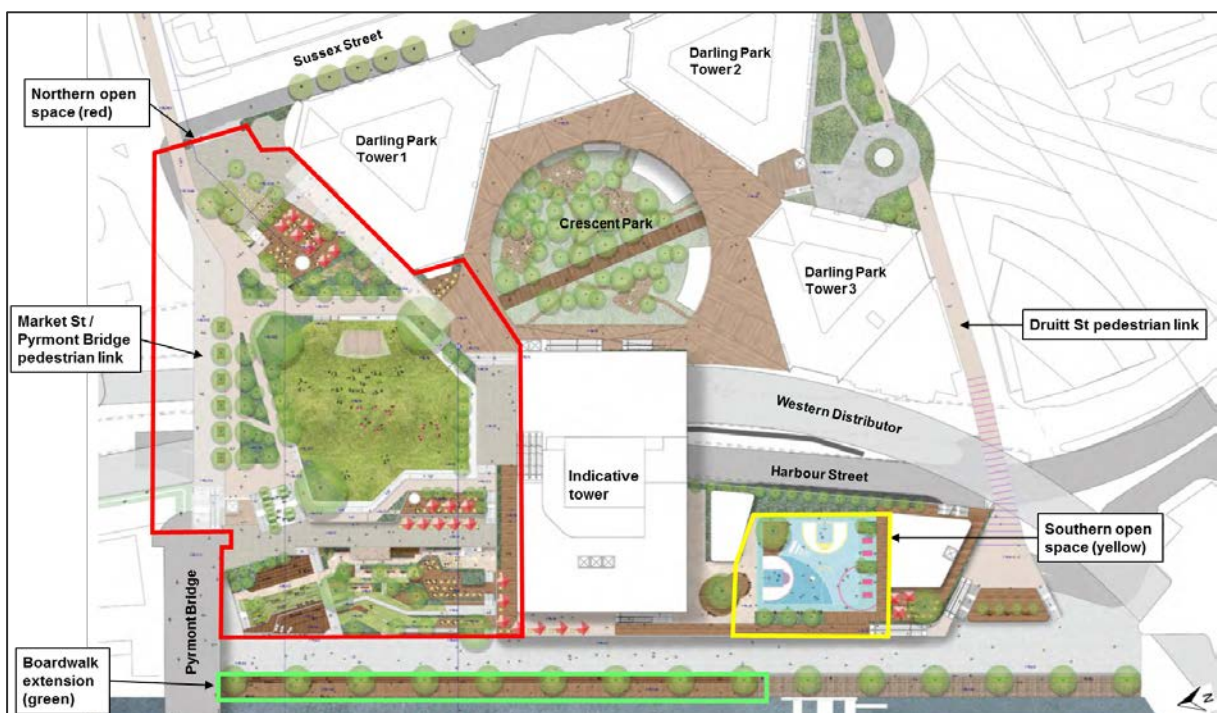 Sussex Street
Darling Park
Tower 2
Northern open
space (red)
Darling Park
Tower 1
Crescent Park
Darling Park
Tower 3
Market St /
Pyrmont Bridge
pedestrian link
Druitt St pedestrian link
Western Distributor
Harbour Street
Indicative
tower
Southern open
space (yellow)
Pyrmont Bridge
Boardwalk
extension
(green)
N